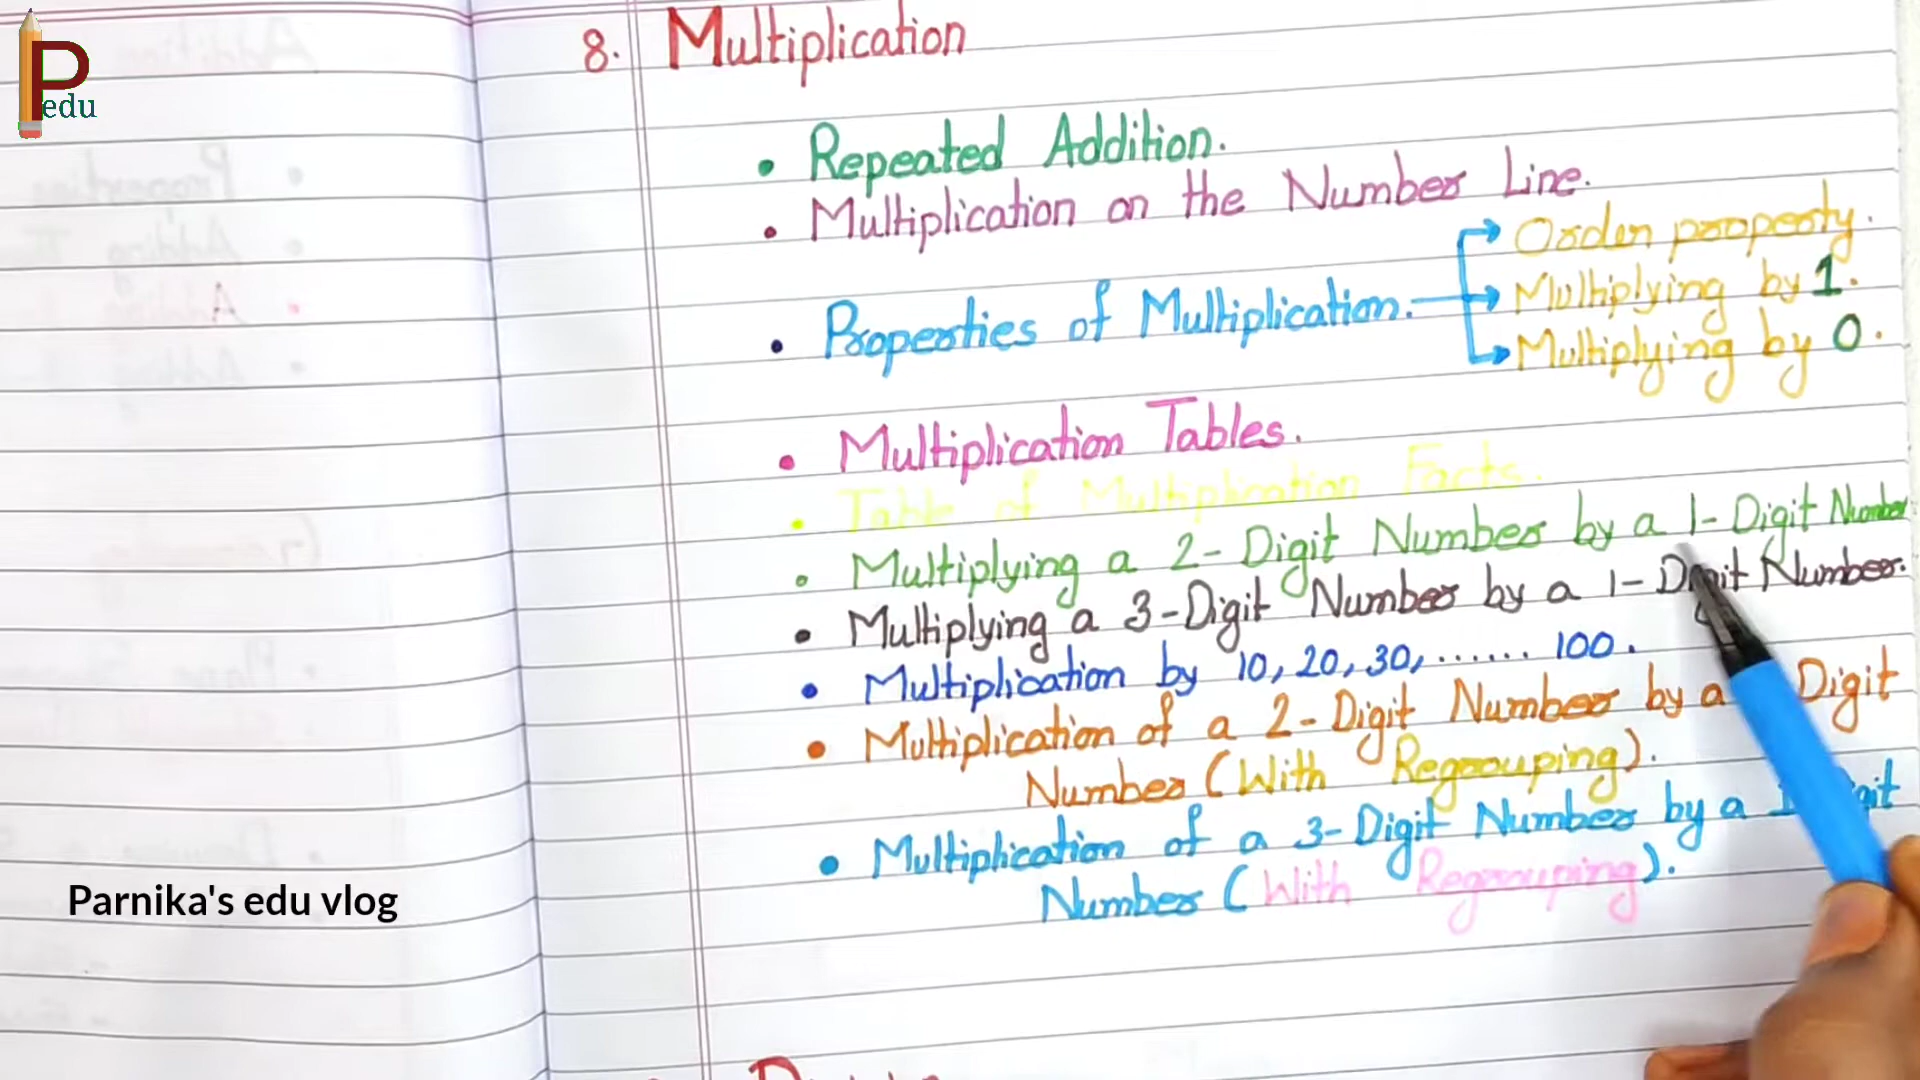 P
edu
8. Multiplication
• Repeated Addition.
• Multiplication on the Number Line.
• Properties of Multiplication. → Order property.
→ Multiplying by 1.
→ Multiplying by 0.
• Multiplication Tables.
• Table of Multiplication Facts.
• Multiplying a 2-Digit Number by a 1-Digit Number
• Multiplying a 3-Digit Number by a 1-Digit Number.
• Multiplication by 10, 20, 30, ...... 100.
• Multiplication of a 2-Digit Number by a Digit
Number (With Regrouping).
• Multiplication of a 3-Digit Number by a 1
Number (With Regrouping).
Parnika's edu vlog